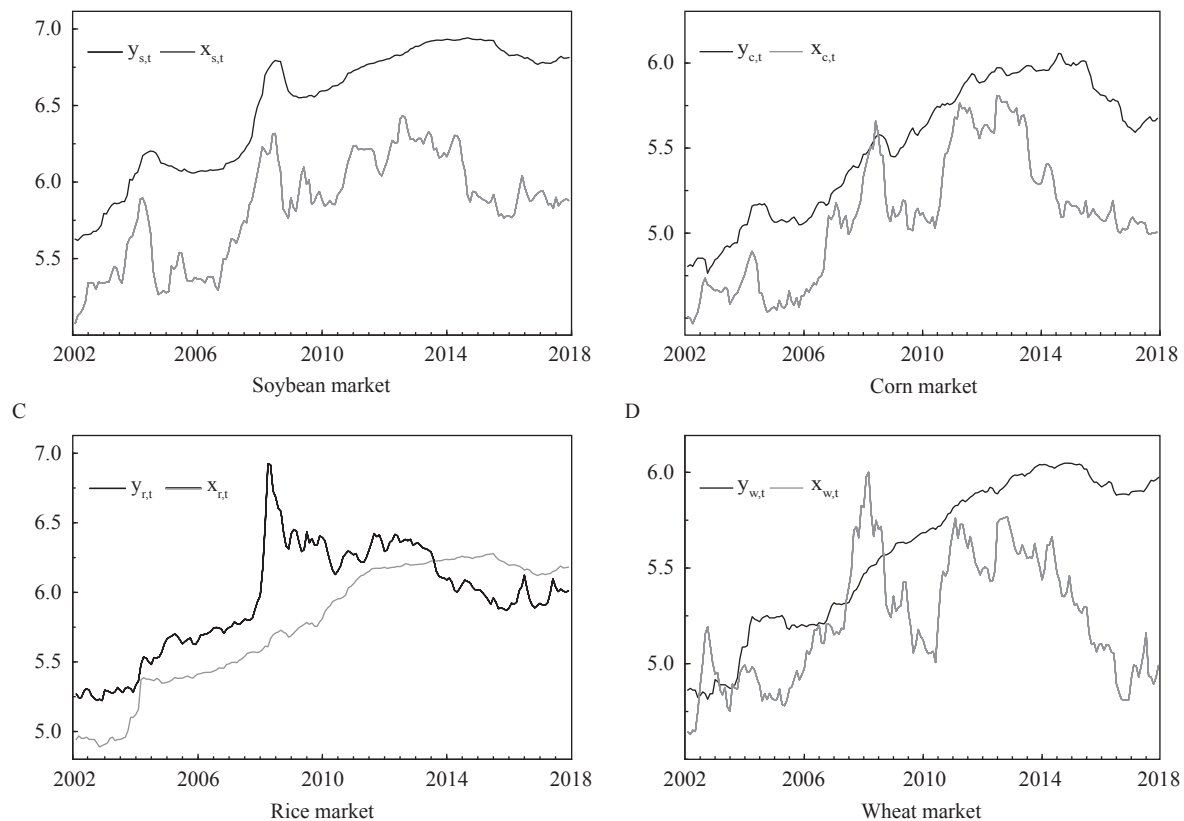 7.0
y s,t x s,t
6.5
6.0
5.5
2002 2006 2010 2014 2018
Soybean market
6.0
y c,t x c,t
5.5
5.0
2002 2006 2010 2014 2018
Corn market
C
7.0
y r,t x r,t
6.5
6.0
5.5
5.0
2002 2006 2010 2014 2018
Rice market
D
6.0
y w,t x w,t
5.5
5.0
2002 2006 2010 2014 2018
Wheat market